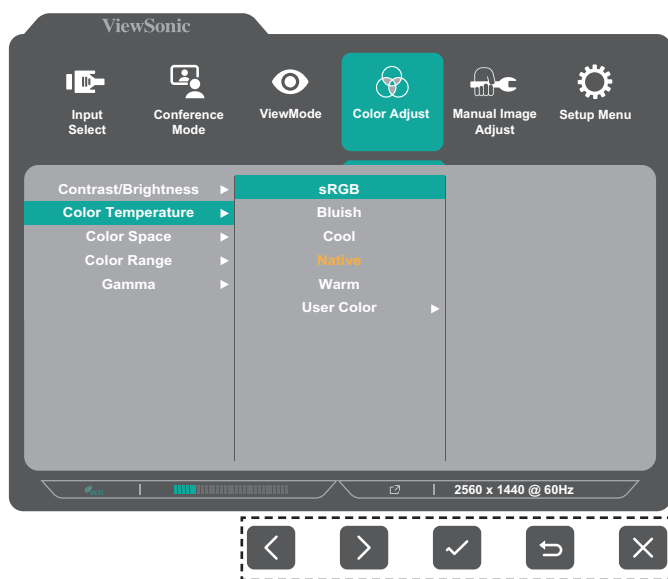 ViewSonic
Input
Select
Conference
Mode
ViewMode
Color Adjust
Manual Image
Adjust
Setup Menu
Contrast/Brightness
Color Temperature
Color Space
Color Range
Gamma
sRGB
Bluish
Cool
Native
Warm
User Color
eco
2560 x 1440 @ 60Hz